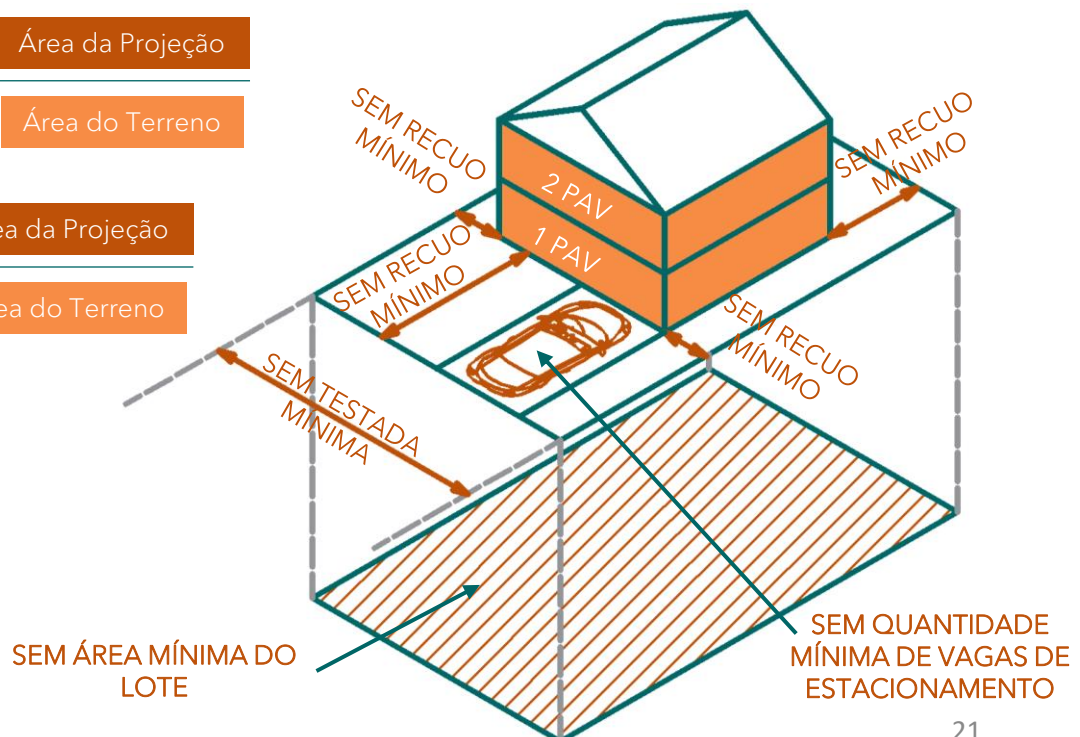 Área da Projeção
Área do Terreno
ea da Projeção
ea do Terreno
SEM RECUO
MÍNIMO
SEM RECUO
MÍNIMO
2 PAV
1 PAV
SEM RECUO
MÍNIMO
SEM RECUO
MÍNIMO
SEM TESTADA
MÍNIMA
SEM ÁREA MÍNIMA DO
LOTE
SEM QUANTIDADE
MÍNIMA DE VAGAS DE
ESTACIONAMENTO
21